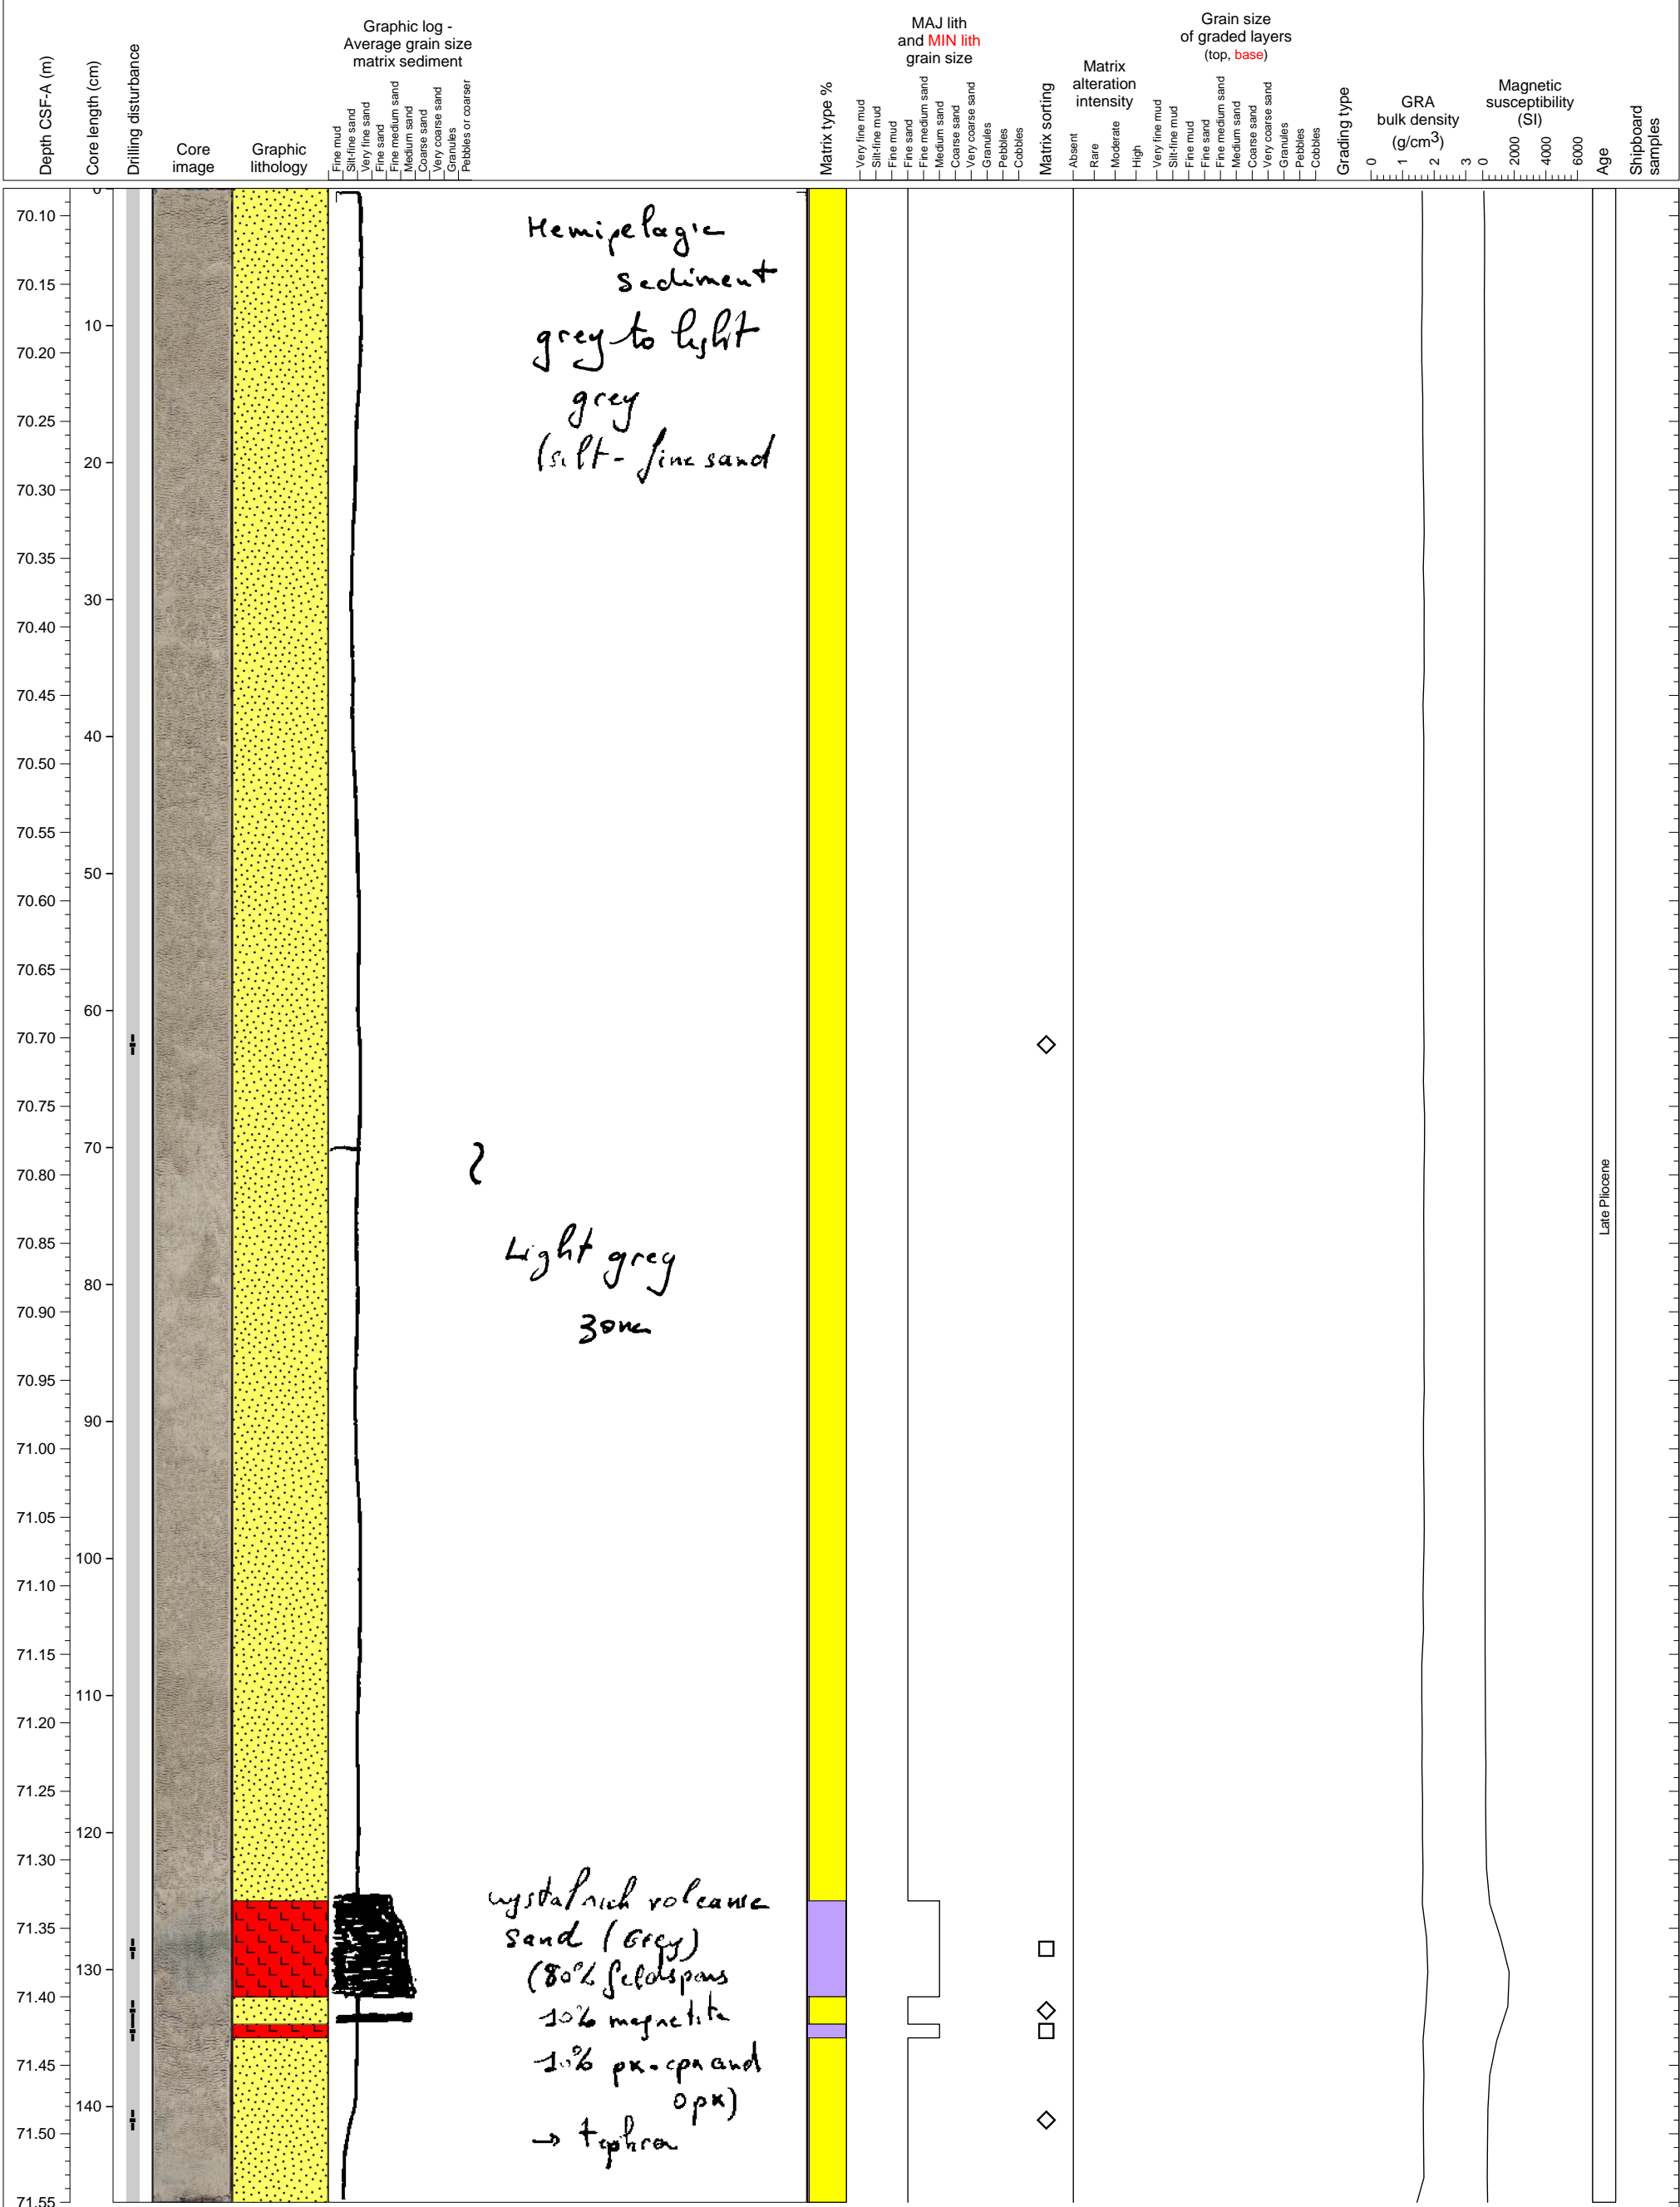 Depth CSF-A (m)
Core length (cm)
Drilling disturbance
Core
image
Graphic
lithology
Graphic log -
Average grain size
matrix sediment
Fine mud
Silt-fine sand
Very fine sand
Fine sand
Fine medium sand
Medium sand
Coarse sand
Very coarse sand
Granules
Pebbles or coarser
Matrix type %
MAJ lith
and MIN lith
grain size
Very fine mud
Silt-fine mud
Fine mud
Fine sand
Fine medium sand
Medium sand
Coarse sand
Very coarse sand
Granules
Pebbles
Cobbles
Matrix sorting
Matrix
alteration
intensity
Absent
Rare
Moderate
High
Grain size
of graded layers
(top, base)
Very fine mud
Silt-fine mud
Fine mud
Fine sand
Fine medium sand
Medium sand
Coarse sand
Very coarse sand
Granules
Pebbles
Cobbles
Grading type
GRA
bulk density
(g/cm3)
0 1 2 3
Magnetic
susceptibility
(SI)
0 2000 4000 6000
Age
Shipboard
samples
0
70.10
70.15
10
70.20
70.25
20
70.30
70.35
30
70.40
70.45
40
70.50
70.55
50
70.60
70.65
60
70.70
70.75
70
70.80
70.85
80
70.90
70.95
90
71.00
71.05
100
71.10
71.15
110
71.20
71.25
120
71.30
71.35
130
71.40
71.45
140
71.50
71.55
Hemipelagic
sediment
grey to light
grey
(silt - fine sand
Light grey
zone
crystal rich volcanic
sand (Grey)
(80% feldspars
10% magnetite
10% px - cpx and
opx)
→ tephra
Late Pliocene